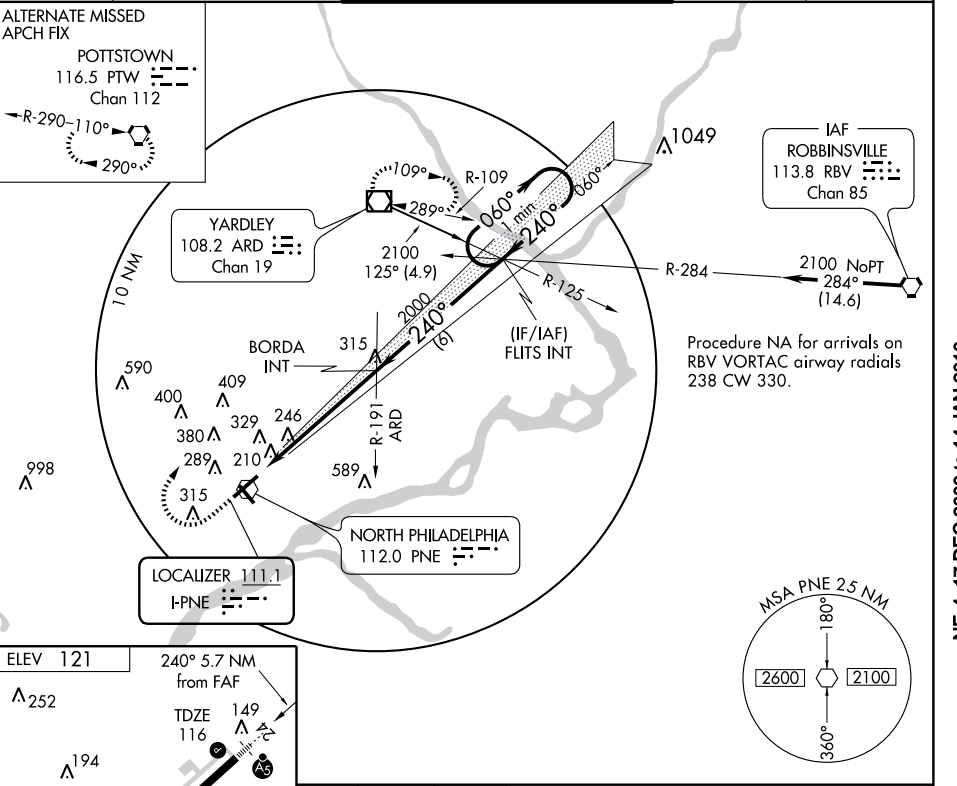 ALTERNATE MISSED
APCH FIX
POTTSTOWN
116.5 PTW
Chan 112
R-290
110°
290°
1049
IAF
ROBBINSVILLE
113.8 RBV
Chan 85
109°
R-109
289°
060°
1 min
240°
060°
YARDLEY
108.2 ARD
Chan 19
2100
125° (4.9)
R-284
2100 NoPT
284°
(14.6)
R-125
10 NM
2000
240°
(6)
(IF/IAF)
FLITS INT
Procedure NA for arrivals on
RBV VORTAC airway radials
238 CW 330.
BORDA
INT
315
590
409
400
R-191
ARD
380
329
246
289
210
998
589
315
NORTH PHILADELPHIA
112.0 PNE
LOCALIZER 111.1
I-PNE
MSA PNE 25 NM
180°
2600
2100
360°
ELEV 121
240° 5.7 NM
from FAF
252
TDZE
116
149
24
P
A5
194